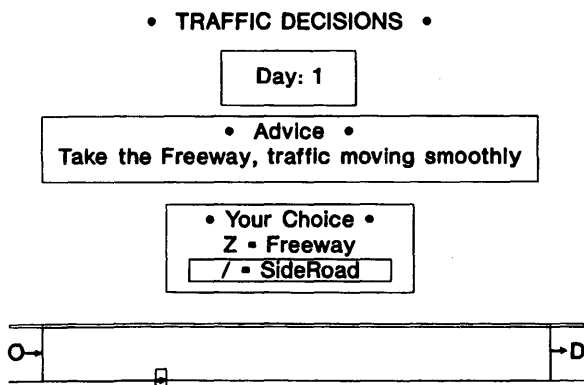 • TRAFFIC DECISIONS •
Day: 1
• Advice •
Take the Freeway, traffic moving smoothly
• Your Choice •
Z = Freeway
/ = SideRoad
O→ →D